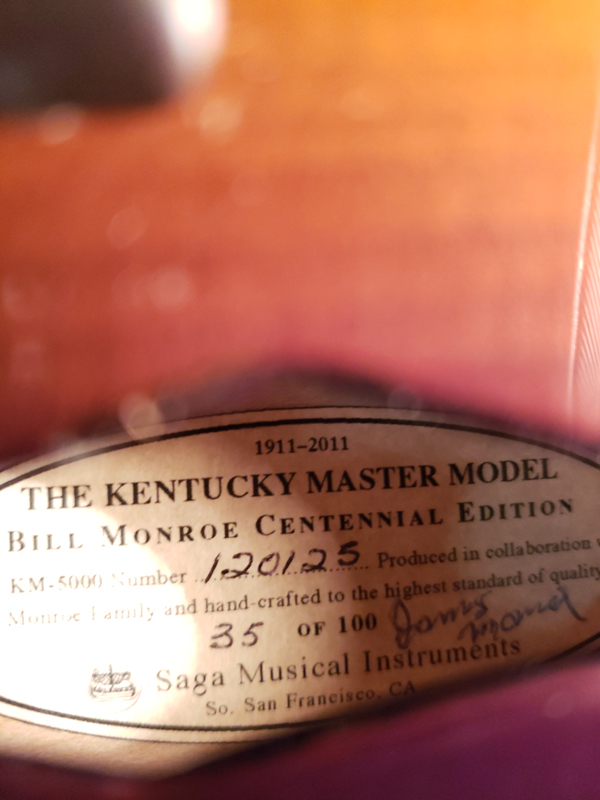 1911–2011
THE KENTUCKY MASTER MODEL
BILL MONROE CENTENNIAL EDITION
KM-5000 Number 120125 Produced in collaboration
Monroe Family and hand-crafted to the highest standard of quality
35 OF 100 James Monroe
Saga Musical Instruments
So. San Francisco, CA